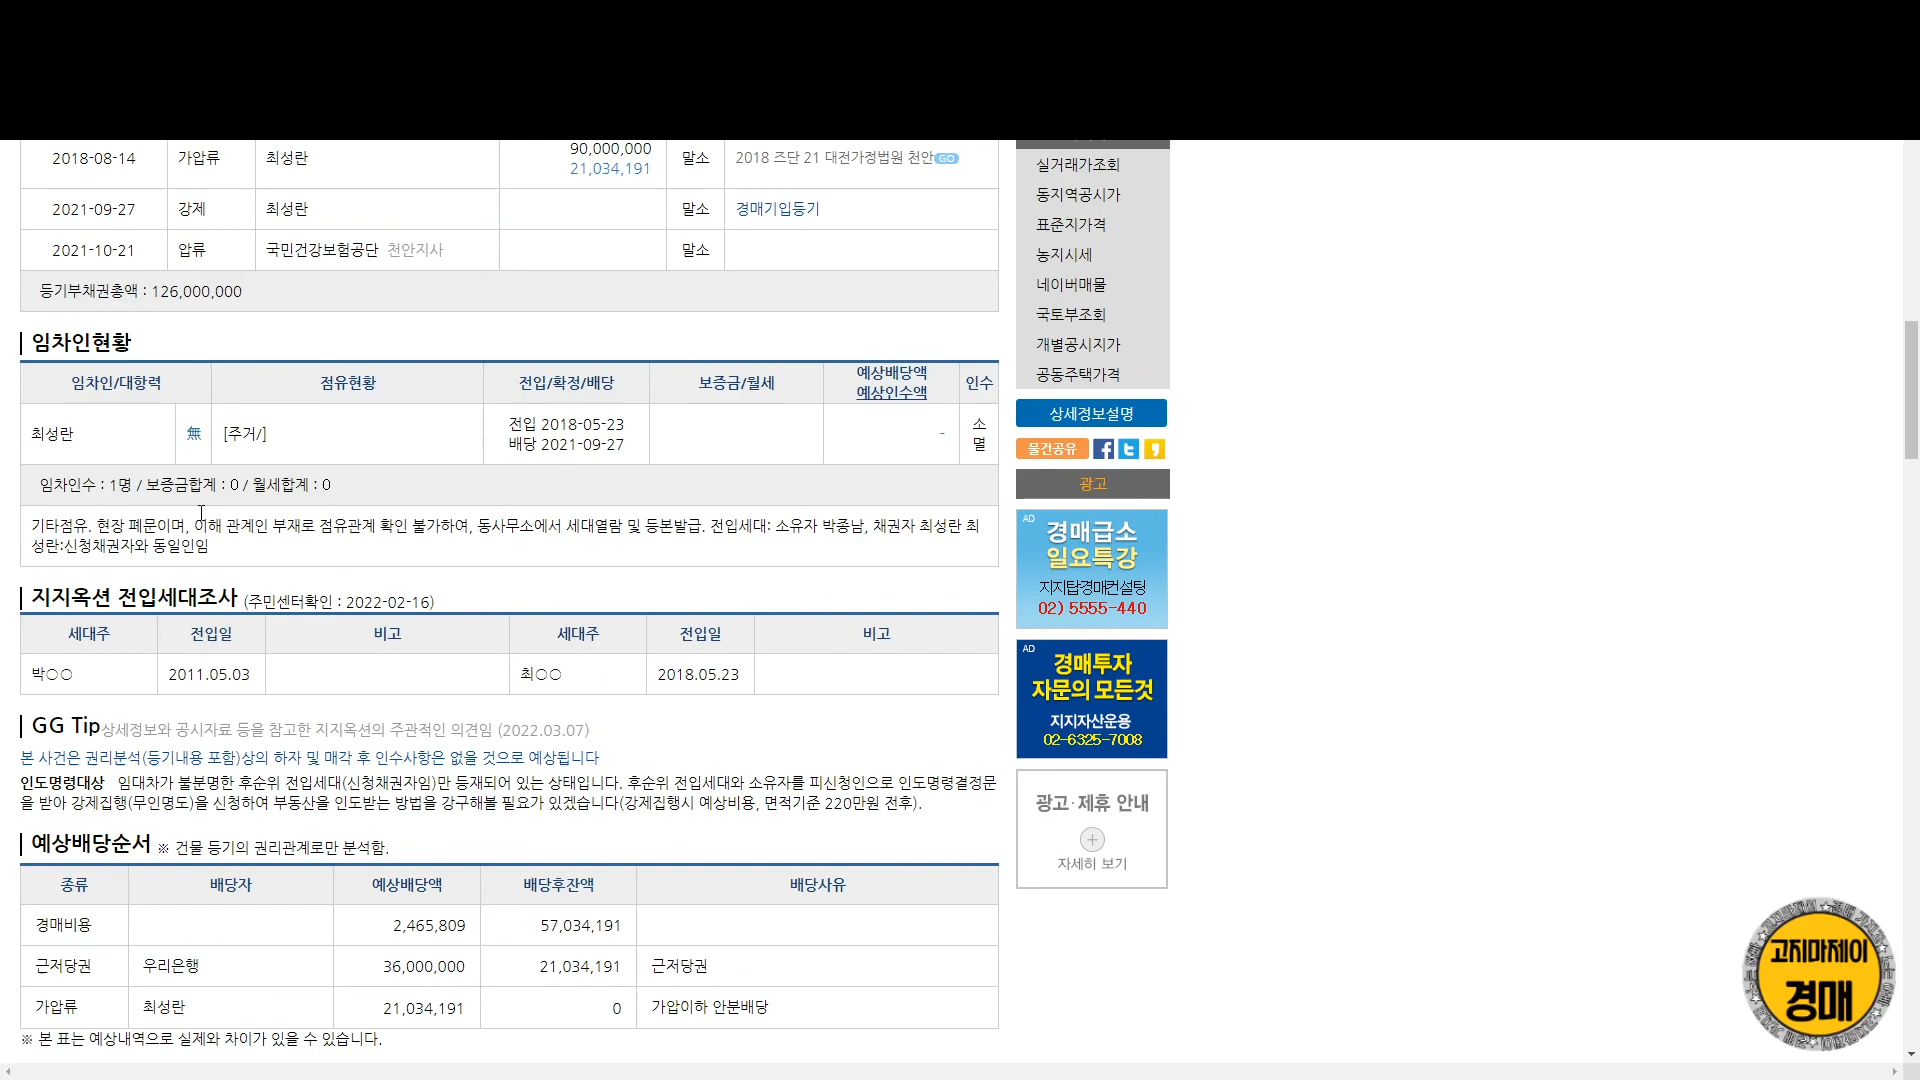 2018-08-14 가압류 최성란 90,000,000 21,034,191 말소 2018 즈단 21 대전가정법원 천안 GO
2021-09-27 강제 최성란 말소 경매기입등기
2021-10-21 압류 국민건강보험공단 천안지사 말소
등기부채권총액 : 126,000,000
임차인현황
임차인/대항력 점유현황 전입/확정/배당 보증금/월세 예상배당액 예상인수액 인수
최성란 無 [주거/] 전입 2018-05-23 배당 2021-09-27 - 소멸
임차인수 : 1명 / 보증금합계 : 0 / 월세합계 : 0
기타점유. 현장 폐문이며, 이해 관계인 부재로 점유관계 확인 불가하여, 동사무소에서 세대열람 및 등본발급. 전입세대: 소유자 박종남, 채권자 최성란 최
성란:신청채권자와 동일인임
지지옥션 전입세대조사 (주민센터확인 : 2022-02-16)
세대주 전입일 비고 세대주 전입일 비고
박○○ 2011.05.03 최○○ 2018.05.23
GG Tip 상세정보와 공시자료 등을 참고한 지지옥션의 주관적인 의견임 (2022.03.07)
본 사건은 권리분석(등기내용 포함)상의 하자 및 매각 후 인수사항은 없을 것으로 예상됩니다
인도명령대상 임대차가 불분명한 후순위 전입세대(신청채권자임)만 등재되어 있는 상태입니다. 후순위 전입세대와 소유자를 피신청인으로 인도명령결정문
을 받아 강제집행(무인명도)을 신청하여 부동산을 인도받는 방법을 강구해볼 필요가 있겠습니다(강제집행시 예상비용, 면적기준 220만원 전후).
예상배당순서 ※ 건물 등기의 권리관계로만 분석함.
종류 배당자 예상배당액 배당후잔액 배당사유
경매비용 2,465,809 57,034,191
근저당권 우리은행 36,000,000 21,034,191 근저당권
가압류 최성란 21,034,191 0 가압이하 안분배당
※ 본 표는 예상내역으로 실제와 차이가 있을 수 있습니다.
실거래가조회
동지역공시가
표준지가격
농지시세
네이버매물
국토부조회
개별공시지가
공동주택가격
상세정보설명
물건공유
광고
AD
경매급소
일요특강
지지탑경매컨설팅
02) 5555-440
AD
경매투자
자문의 모든것
지지자산운용
02-6325-7008
광고·제휴 안내
자세히 보기
고지마제이
경매